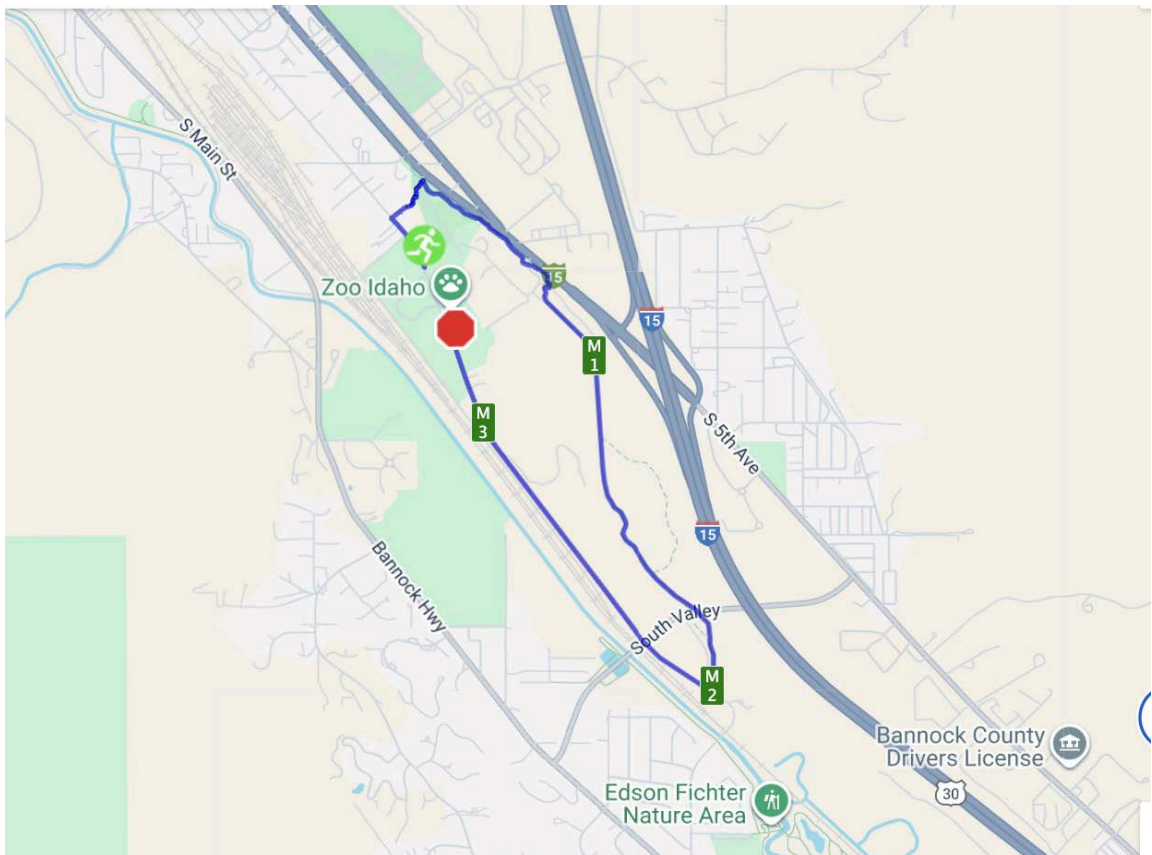 S Main St
Zoo Idaho
15
15
M
1
S 5th Ave
M
3
15
Bannock Hwy
South Valley
M
2
Bannock County
Drivers License
Edson Fichter
Nature Area
30